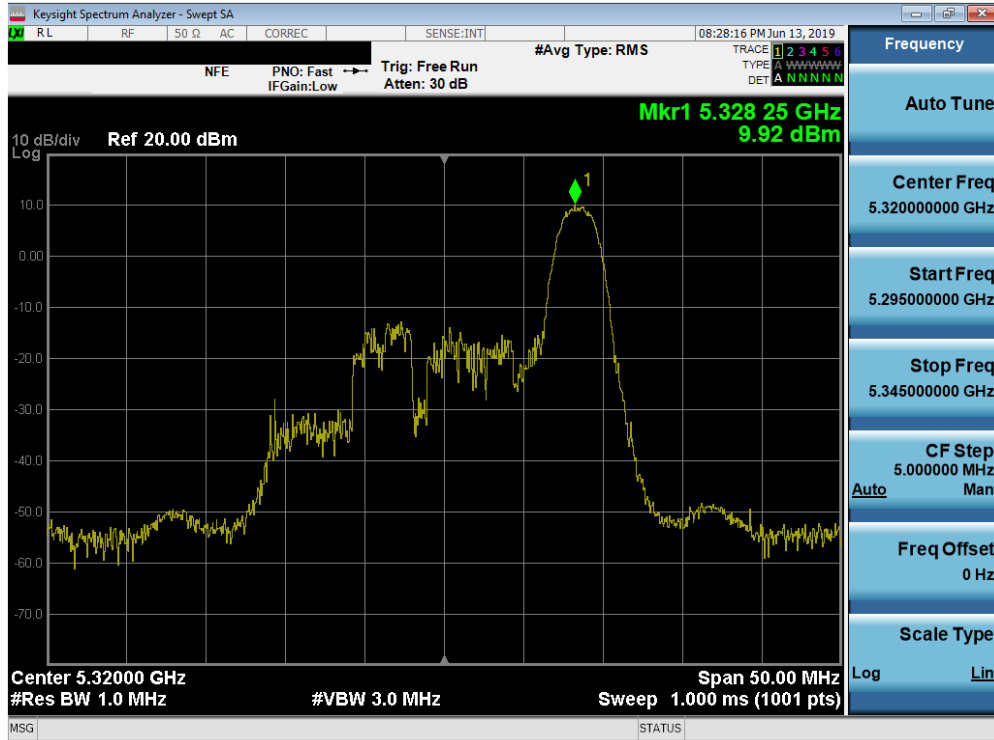 Keysight Spectrum Analyzer - Swept SA
LXI RL RF 50 Ω AC CORREC SENSE:INT 08:28:16 PM Jun 13, 2019
#Avg Type: RMS
TRACE 1 2 3 4 5 6
NFE PNO: Fast Trig: Free Run TYPE A WWWWW
IFGain:Low Atten: 30 dB DET A N N N N N
Mkr1 5.328 25 GHz
9.92 dBm
10 dB/div Ref 20.00 dBm
Log
1
10.0
0.00
-10.0
-20.0
-30.0
-40.0
-50.0
-60.0
-70.0
Center 5.32000 GHz Span 50.00 MHz
#Res BW 1.0 MHz #VBW 3.0 MHz Sweep 1.000 ms (1001 pts)
MSG STATUS
Frequency
Auto Tune
Center Freq
5.320000000 GHz
Start Freq
5.295000000 GHz
Stop Freq
5.345000000 GHz
CF Step
5.000000 MHz
Auto Man
Freq Offset
0 Hz
Scale Type
Log Lin